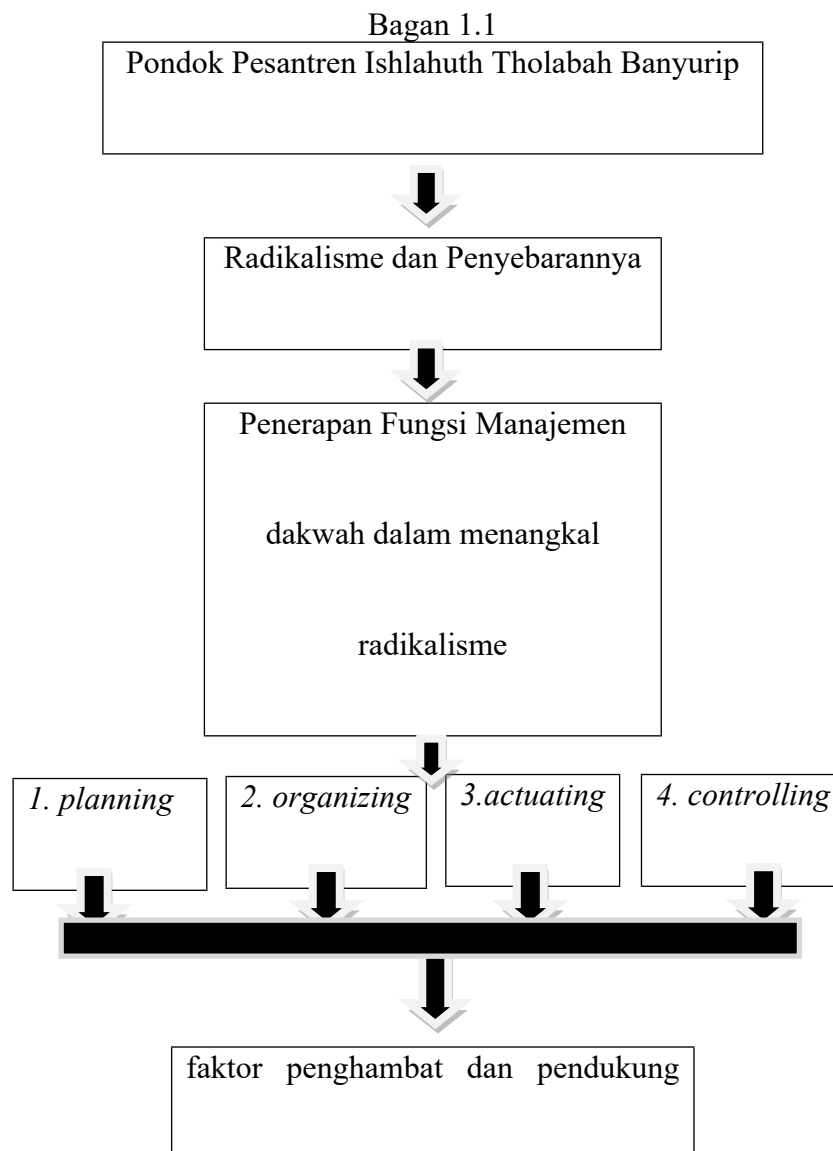 Bagan 1.1
Pondok Pesantren Ishlahuth Tholabah Banyurip
Radikalisme dan Penyebarannya
Penerapan Fungsi Manajemen
dakwah dalam menangkal
radikalisme
1. planning
2. organizing
3.actuating
4. controlling
faktor penghambat dan pendukung